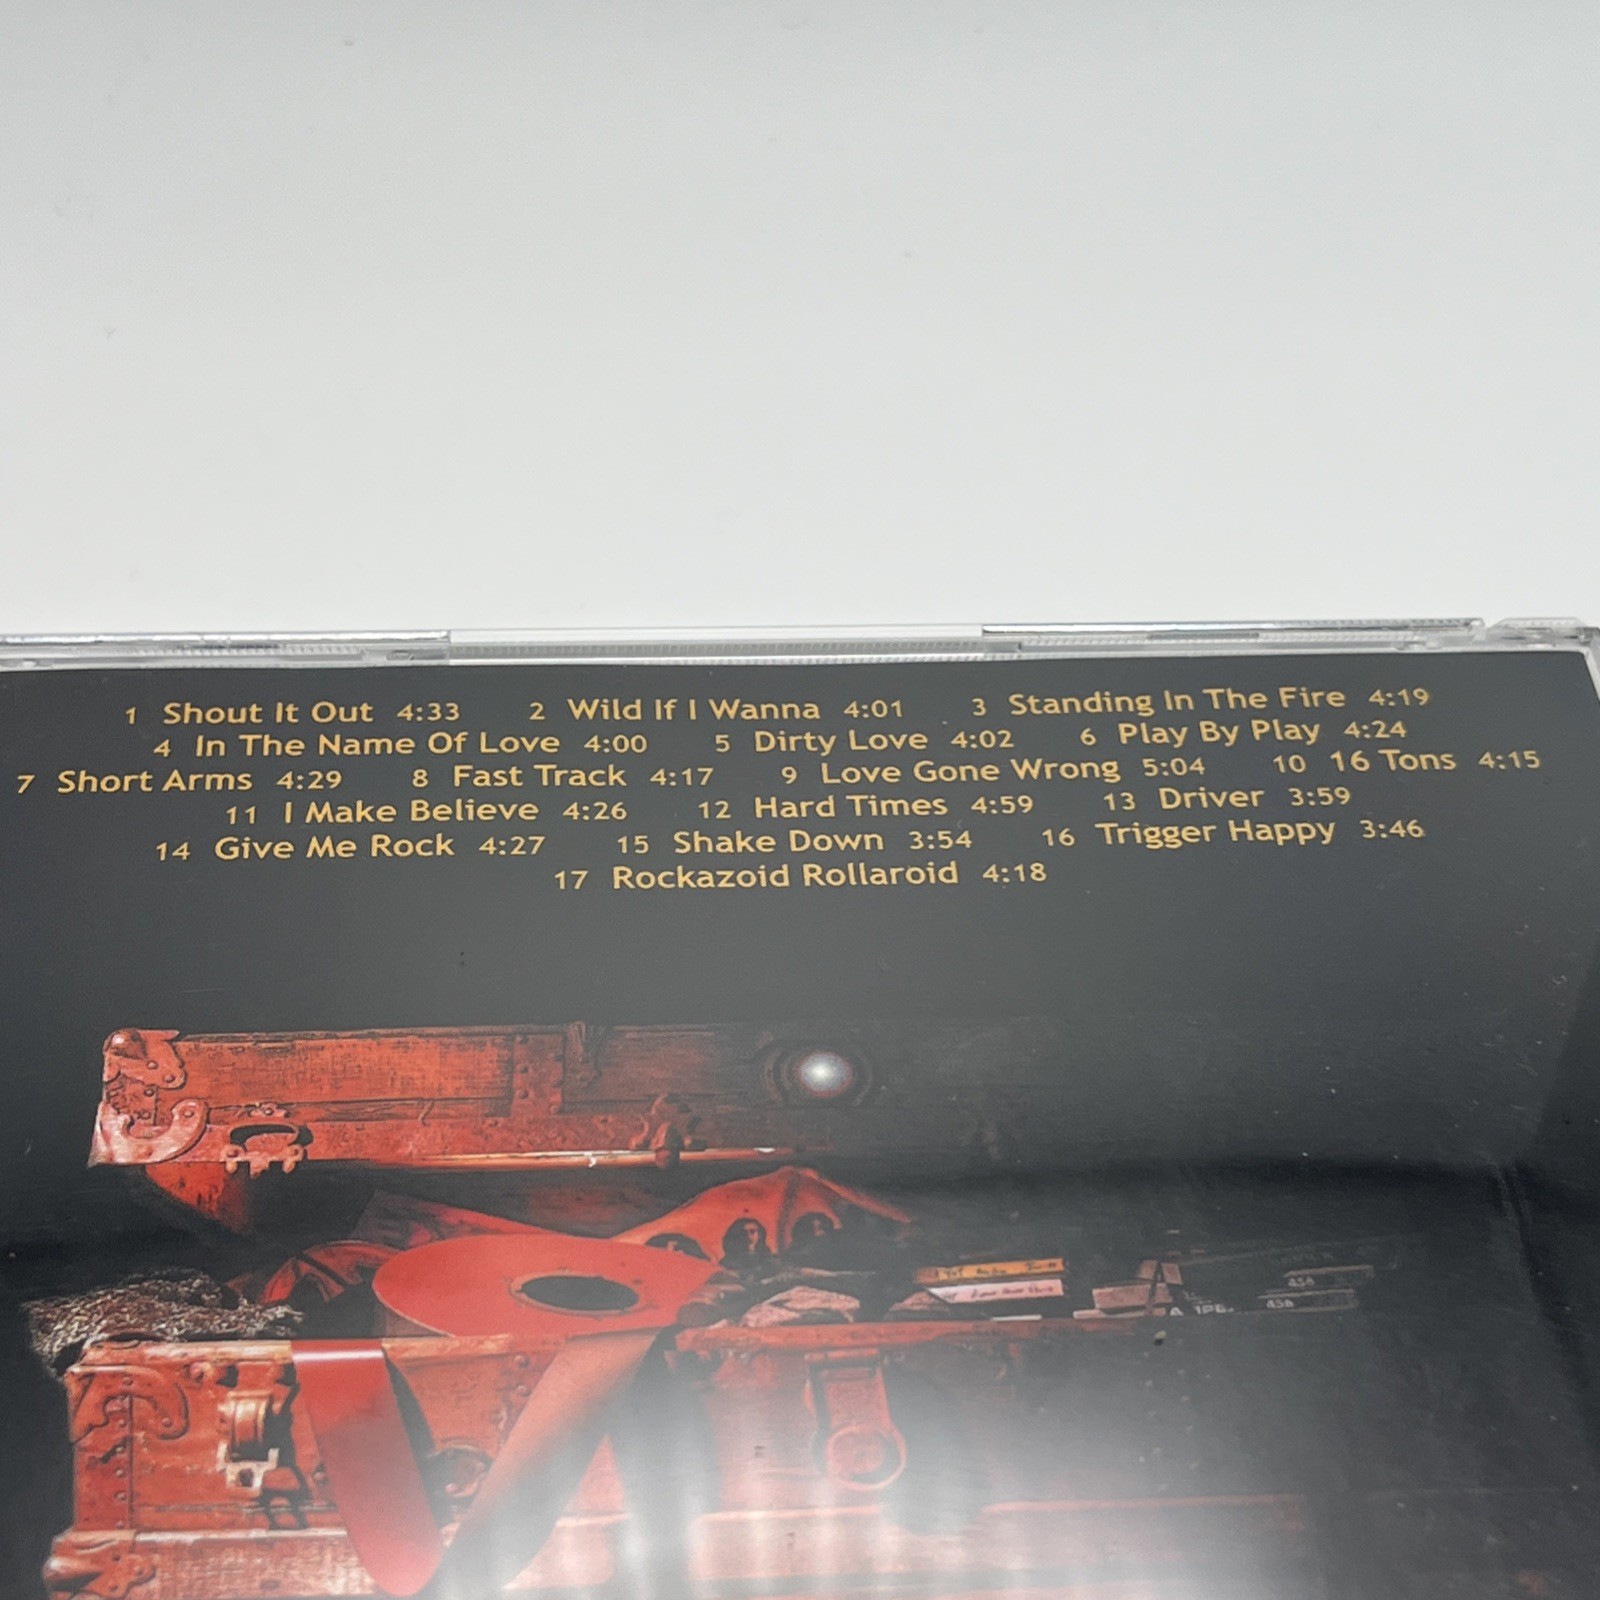 1 Shout It Out 4:33 2 Wild If I Wanna 4:01 3 Standing In The Fire 4:19
4 In The Name Of Love 4:00 5 Dirty Love 4:02 6 Play By Play 4:24
7 Short Arms 4:29 8 Fast Track 4:17 9 Love Gone Wrong 5:04 10 16 Tons 4:15
11 I Make Believe 4:26 12 Hard Times 4:59 13 Driver 3:59
14 Give Me Rock 4:27 15 Shake Down 3:54 16 Trigger Happy 3:46
17 Rockazoid Rollaroid 4:18
456
456